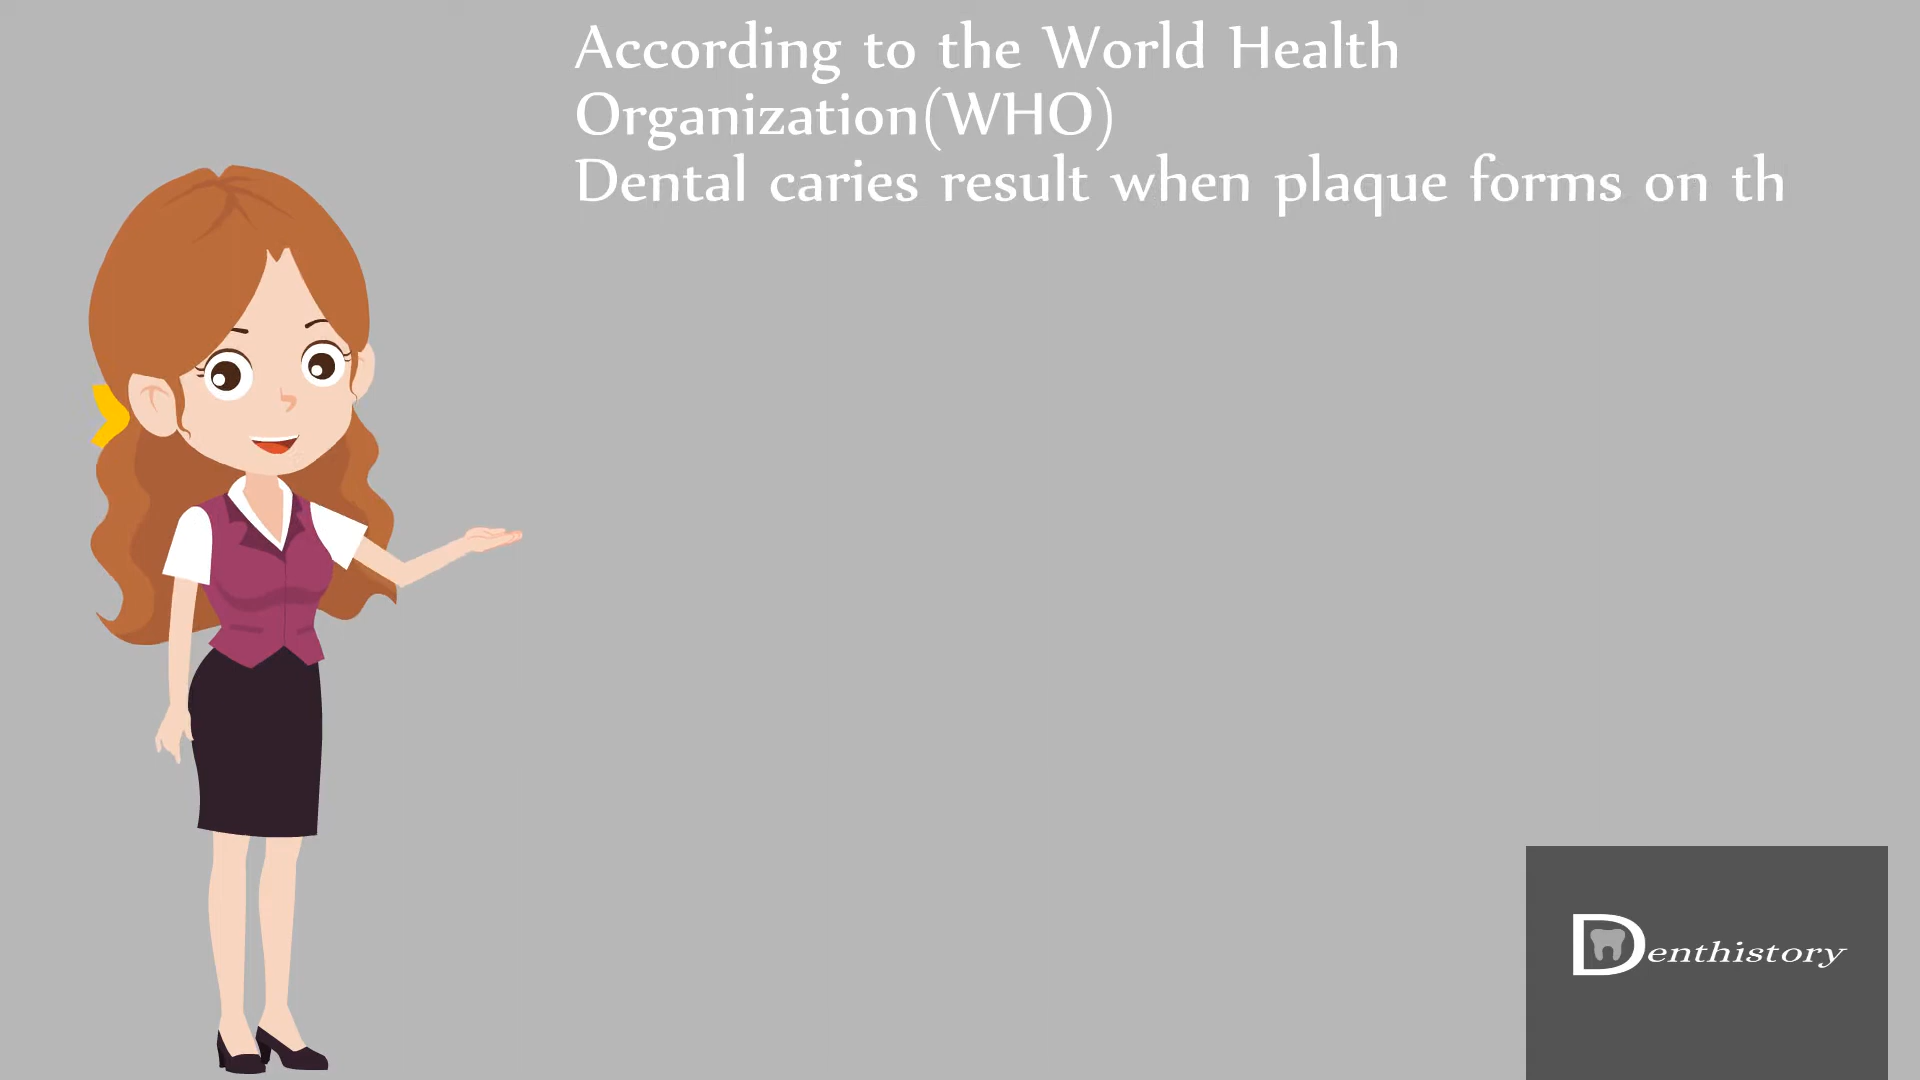 According to the World Health
Organization(WHO)
Dental caries result when plaque forms on th
Denthistory